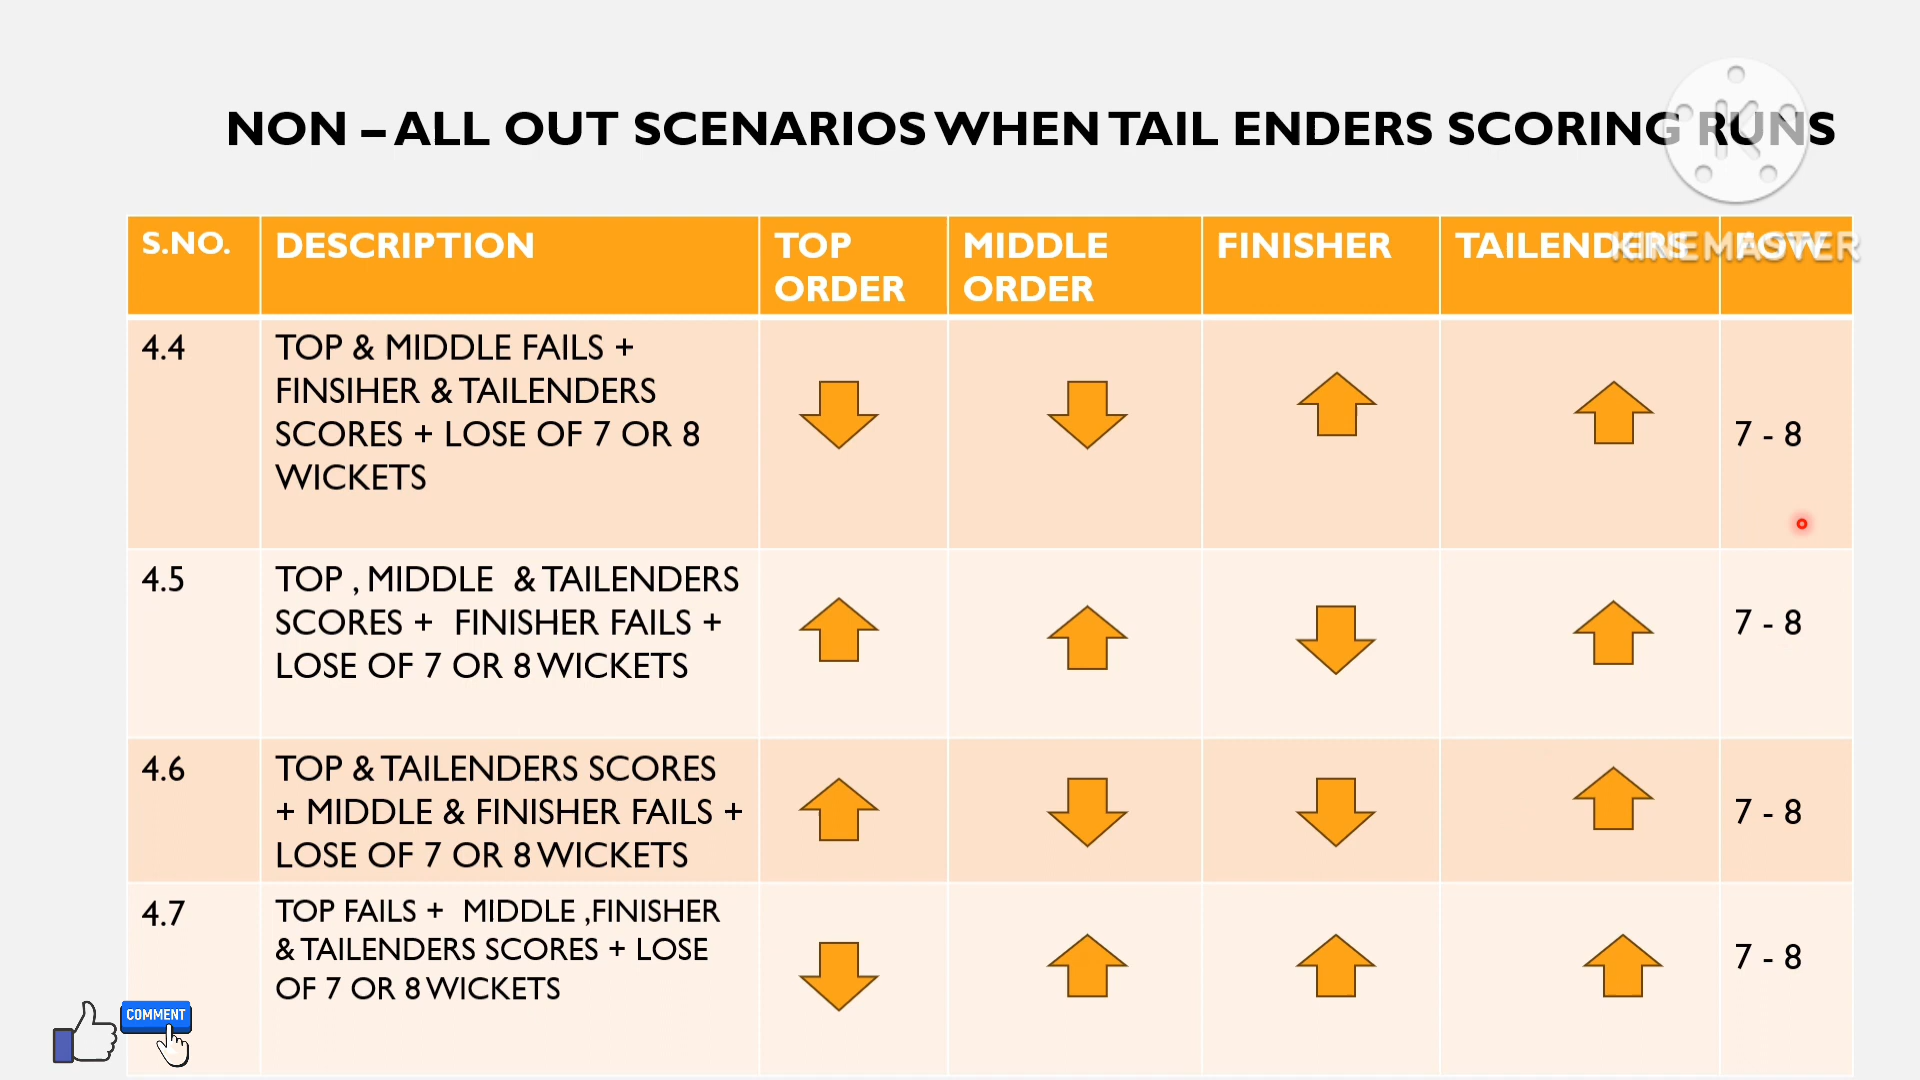 NON – ALL OUT SCENARIOS WHEN TAIL ENDERS SCORING RUNS
KINEMASTER
S.NO.
DESCRIPTION
TOP
ORDER
MIDDLE
ORDER
FINISHER
TAILENDERS
FOW
4.4
TOP & MIDDLE FAILS +
FINSIHER & TAILENDERS
SCORES + LOSE OF 7 OR 8
WICKETS
7 - 8
4.5
TOP , MIDDLE & TAILENDERS
SCORES + FINISHER FAILS +
LOSE OF 7 OR 8 WICKETS
7 - 8
4.6
TOP & TAILENDERS SCORES
+ MIDDLE & FINISHER FAILS +
LOSE OF 7 OR 8 WICKETS
7 - 8
4.7
TOP FAILS + MIDDLE ,FINISHER
& TAILENDERS SCORES + LOSE
OF 7 OR 8 WICKETS
7 - 8
COMMENT